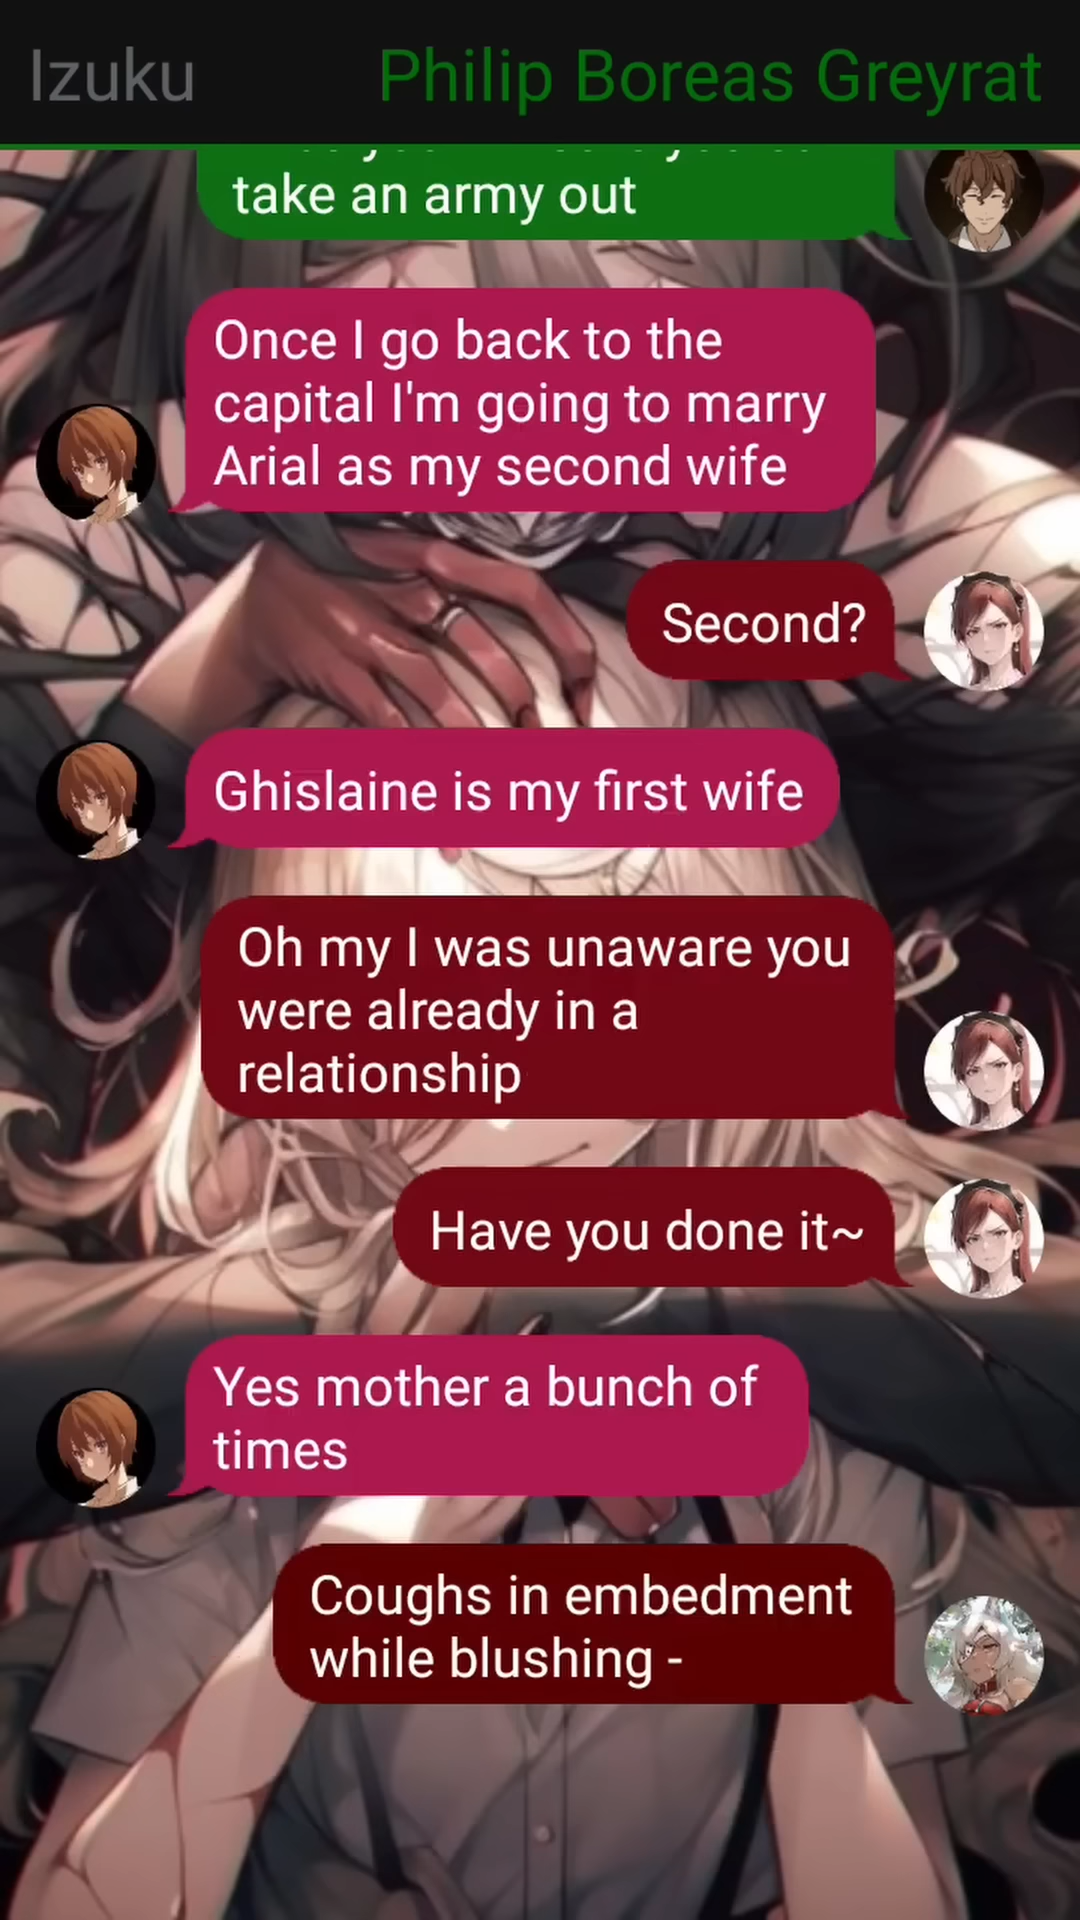 Izuku Philip Boreas Greyrat
take an army out
Once I go back to the
capital I'm going to marry
Arial as my second wife
Second?
Ghislaine is my first wife
Oh my I was unaware you
were already in a
relationship
Have you done it~
Yes mother a bunch of
times
Coughs in embedment
while blushing -